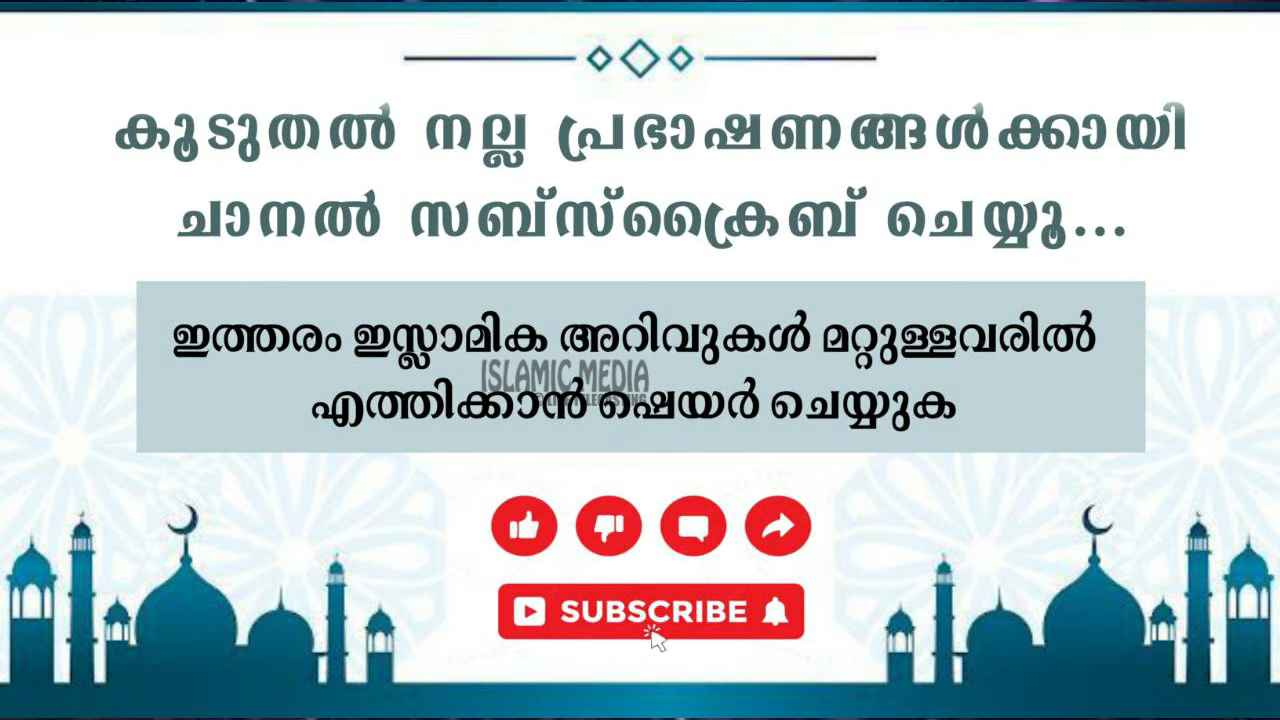 കൂടുതൽ നല്ല പ്രഭാഷണങ്ങൾക്കായി
ചാനൽ സബ്സ്ക്രൈബ് ചെയ്യൂ...
ഇത്തരം ഇസ്ലാമിക അറിവുകൾ മറ്റുള്ളവരിൽ
ISLAMIC MEDIA
എത്തിക്കാൻ ഷെയർ ചെയ്യുക
SUBSCRIBE